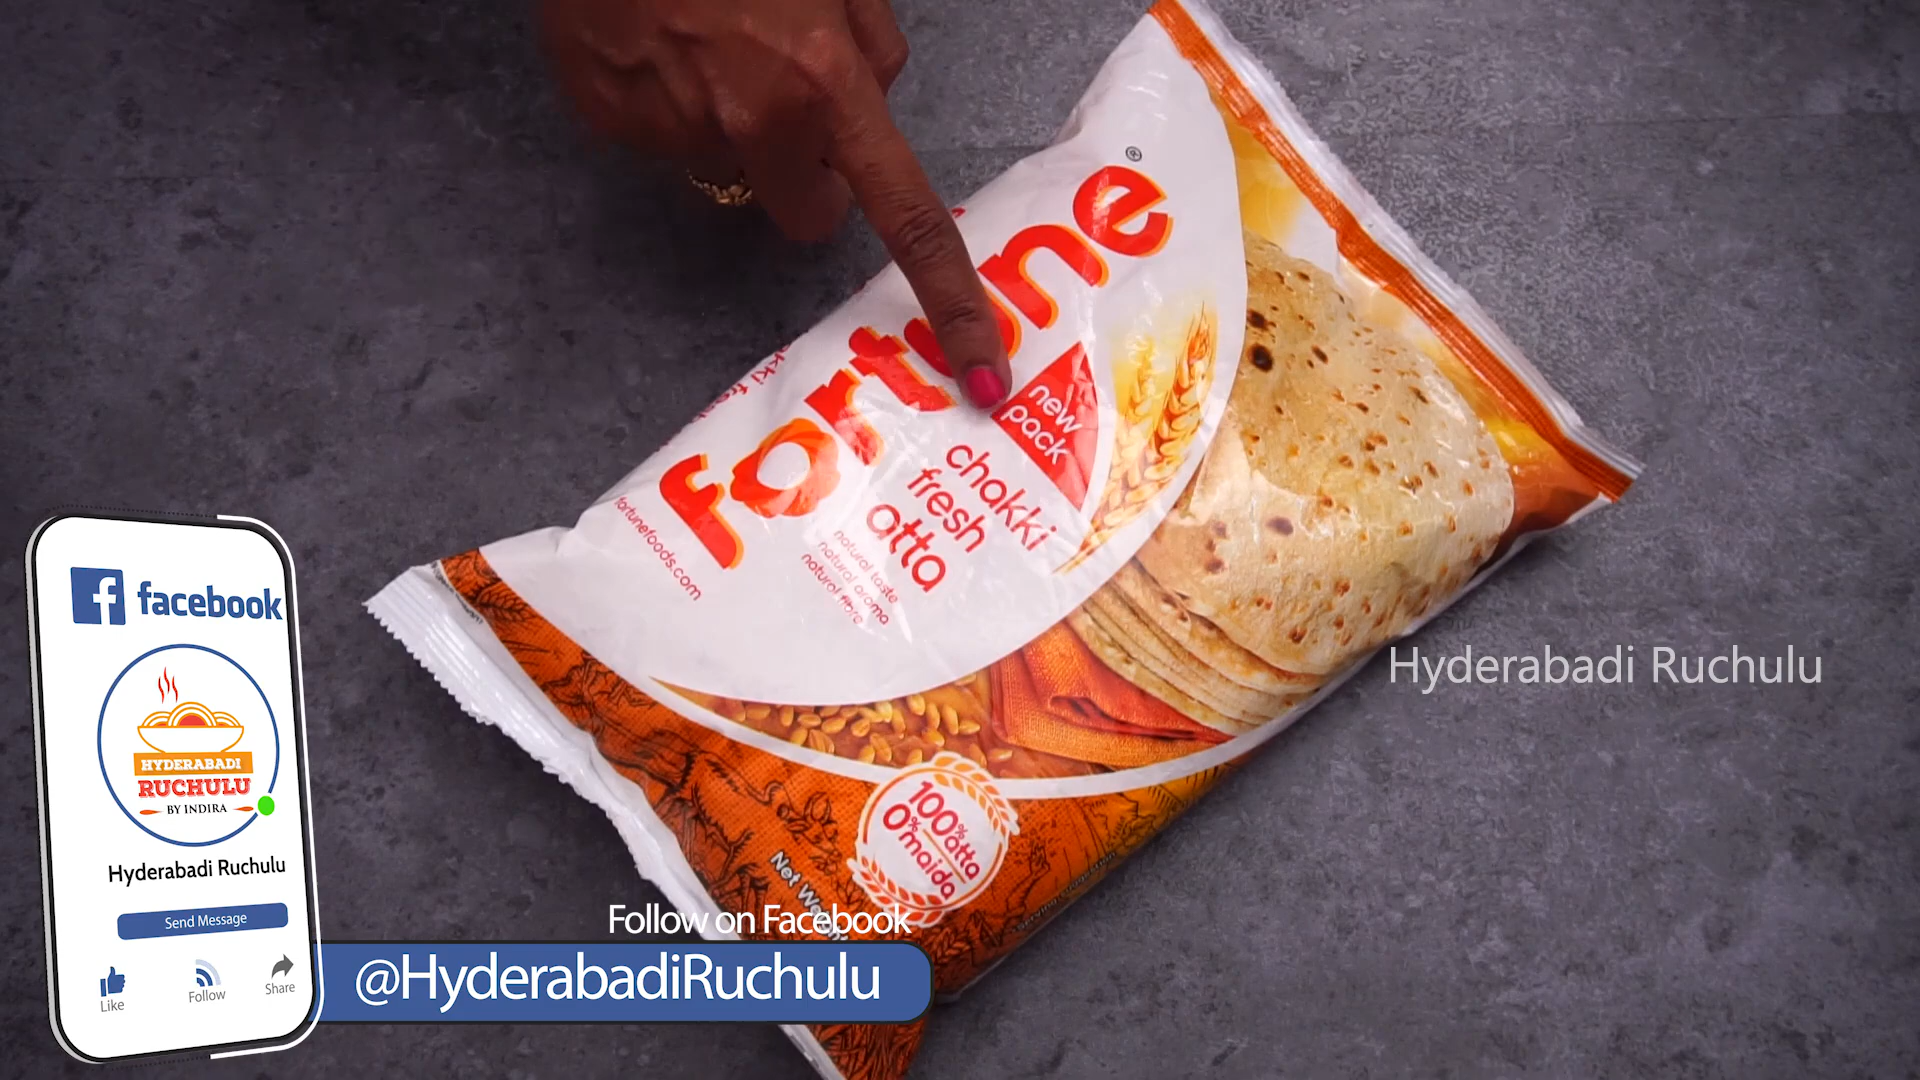 fortune®
new
pack
chakki
fresh
atta
natural taste
natural aroma
natural fibre
fortunefoods.com
100% atta
0% maida
Hyderabadi Ruchulu
facebook
HYDERABADI
RUCHULU
BY INDIRA
Hyderabadi Ruchulu
Send Message
Like
Follow
Share
Follow on Facebook
@HyderabadiRuchulu
Net